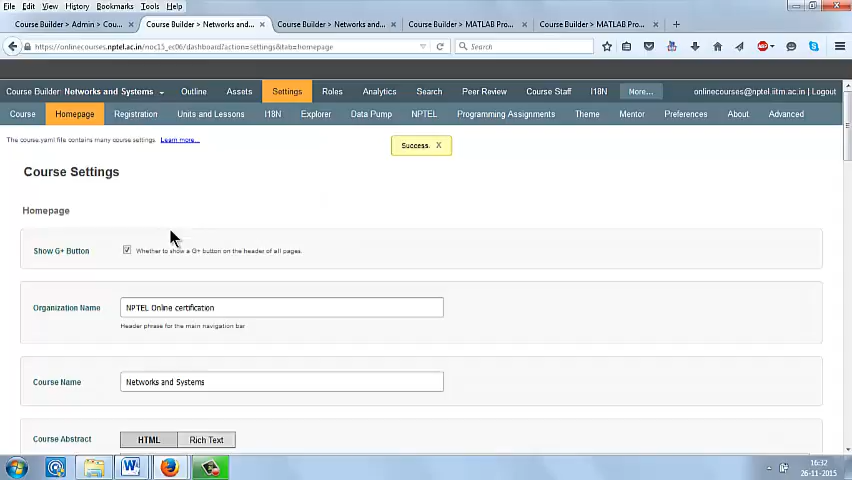 File Edit View History Bookmarks Tools Help
Course Builder > Admin > Cou... × Course Builder > Networks and... × Course Builder > Networks and... × Course Builder > MATLAB Pro... × Course Builder > MATLAB Pro... × +
https://onlinecourses.nptel.ac.in/noc15_ec06/dashboard?action=settings&tab=homepage Search ABP
Course Builder: Networks and Systems Outline Assets Settings Roles Analytics Search Peer Review Course Staff I18N More... onlinecourses@nptel.iitm.ac.in | Logout
Course Homepage Registration Units and Lessons I18N Explorer Data Pump NPTEL Programming Assignments Theme Mentor Preferences About Advanced
The course.yaml file contains many course settings. Learn more...
Success. X
Course Settings
Homepage
Show G+ Button Whether to show a G+ button on the header of all pages.
Organization Name NPTEL Online certification
Header phrase for the main navigation bar
Course Name Networks and Systems
Course Abstract HTML Rich Text
16:32
26-11-2015